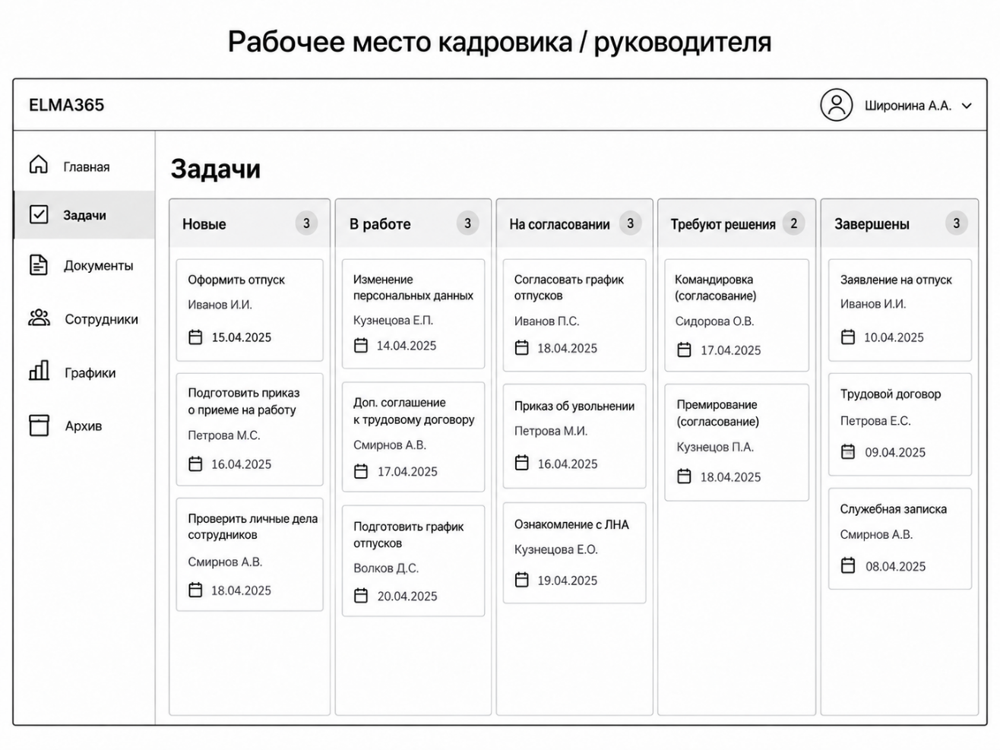 Рабочее место кадровика / руководителя
ELMA365
Широнина А.А.
Главная
Задачи
Документы
Сотрудники
Графики
Архив
Задачи
Новые 3
Оформить отпуск
Иванов И.И.
15.04.2025
Подготовить приказ
о приеме на работу
Петрова М.С.
16.04.2025
Проверить личные дела
сотрудников
Смирнов А.В.
18.04.2025
В работе 3
Изменение
персональных данных
Кузнецова Е.П.
14.04.2025
Доп. соглашение
к трудовому договору
Смирнов А.В.
17.04.2025
Подготовить график
отпусков
Волков Д.С.
20.04.2025
На согласовании 3
Согласовать график
отпусков
Иванов П.С.
18.04.2025
Приказ об увольнении
Петрова М.И.
16.04.2025
Ознакомление с ЛНА
Кузнецова Е.О.
19.04.2025
Требуют решения 2
Командировка
(согласование)
Сидорова О.В.
17.04.2025
Премирование
(согласование)
Кузнецов П.А.
18.04.2025
Завершены 3
Заявление на отпуск
Иванов И.И.
10.04.2025
Трудовой договор
Петрова Е.С.
09.04.2025
Служебная записка
Смирнов А.В.
08.04.2025